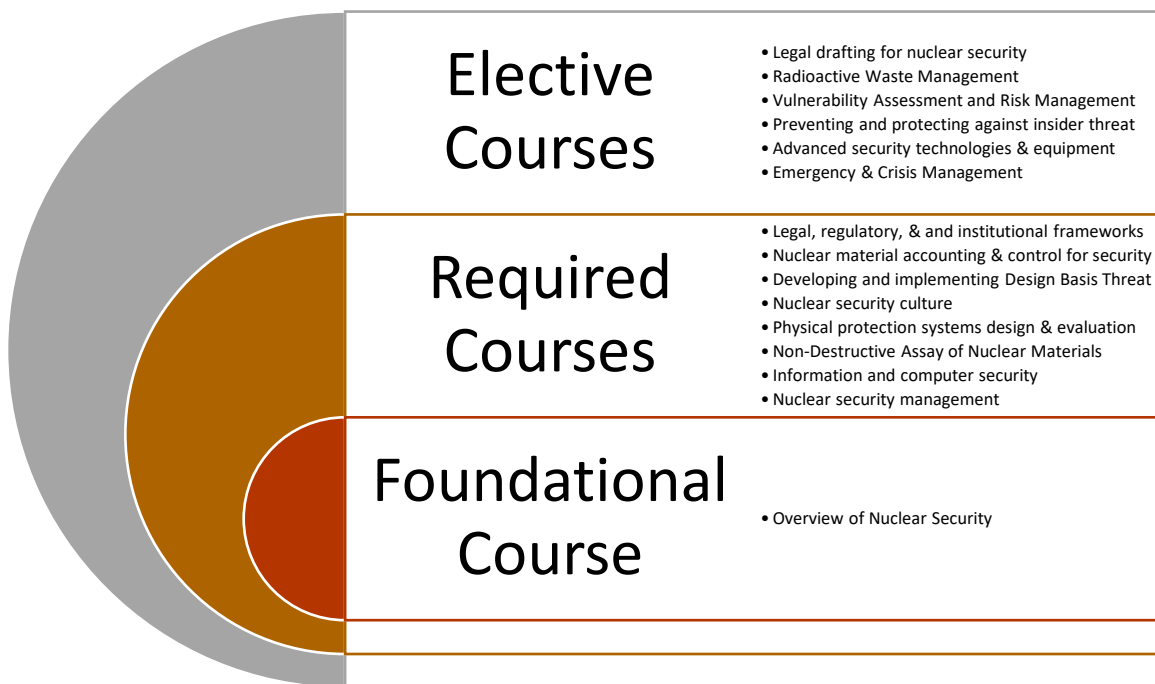 Elective
Courses
• Legal drafting for nuclear security
• Radioactive Waste Management
• Vulnerability Assessment and Risk Management
• Preventing and protecting against insider threat
• Advanced security technologies & equipment
• Emergency & Crisis Management
Required
Courses
• Legal, regulatory, & and institutional frameworks
• Nuclear material accounting & control for security
• Developing and implementing Design Basis Threat
• Nuclear security culture
• Physical protection systems design & evaluation
• Non-Destructive Assay of Nuclear Materials
• Information and computer security
• Nuclear security management
Foundational
Course
• Overview of Nuclear Security